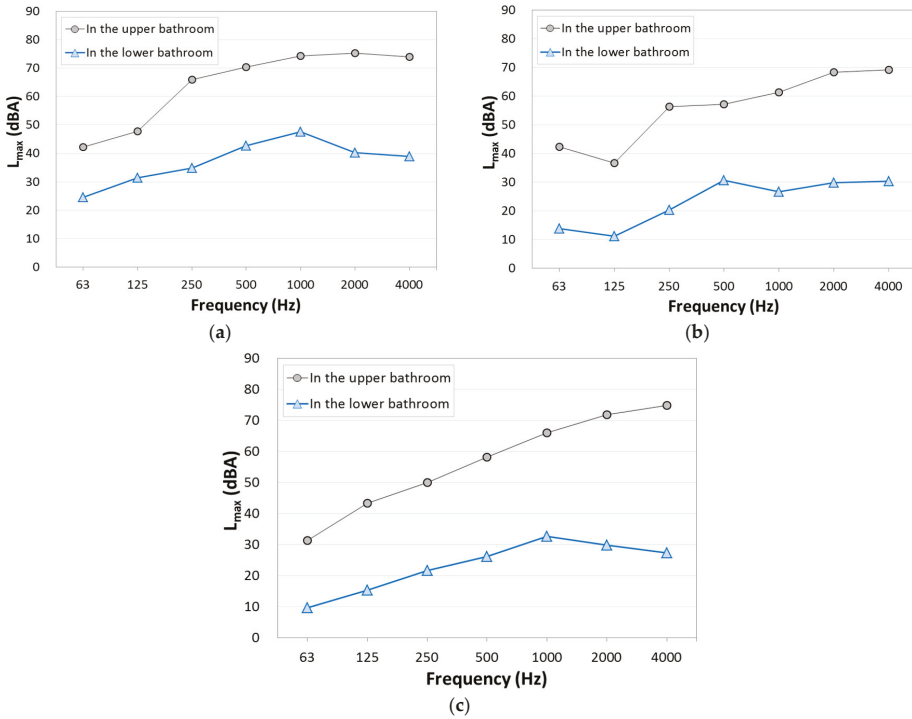 In the upper bathroom
In the lower bathroom
90
80
70
60
50
40
30
20
10
0
Lmax (dBA)
63 125 250 500 1000 2000 4000
Frequency (Hz)
(a)
In the upper bathroom
In the lower bathroom
90
80
70
60
50
40
30
20
10
0
Lmax (dBA)
63 125 250 500 1000 2000 4000
Frequency (Hz)
(b)
In the upper bathroom
In the lower bathroom
90
80
70
60
50
40
30
20
10
0
Lmax (dBA)
63 125 250 500 1000 2000 4000
Frequency (Hz)
(c)